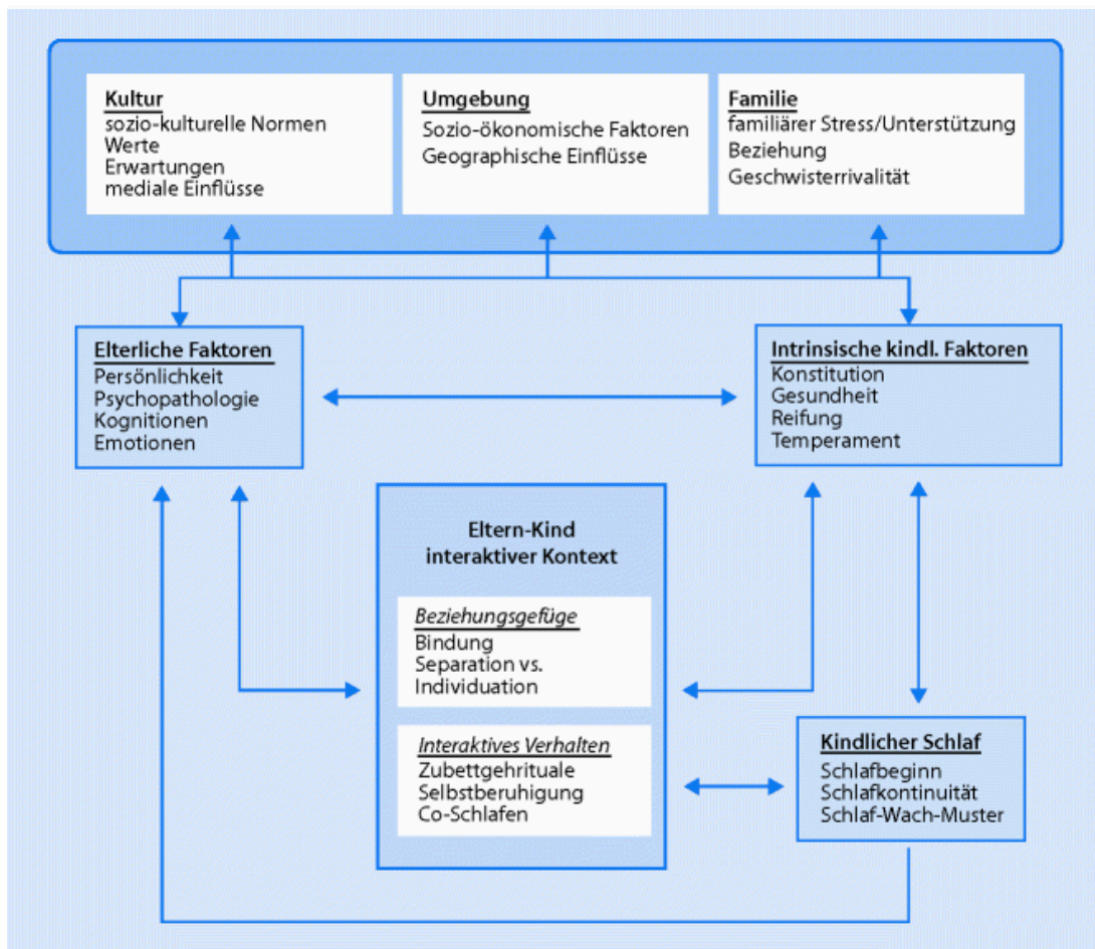 Kultur
sozio-kulturelle Normen
Werte
Erwartungen
mediale Einflüsse
Umgebung
Sozio-ökonomische Faktoren
Geographische Einflüsse
Familie
familiärer Stress/Unterstützung
Beziehung
Geschwisterrivalität
Elterliche Faktoren
Persönlichkeit
Psychopathologie
Kognitionen
Emotionen
Intrinsische kindl. Faktoren
Konstitution
Gesundheit
Reifung
Temperament
Eltern-Kind
interaktiver Kontext
Beziehungsgefüge
Bindung
Separation vs.
Individuation
Interaktives Verhalten
Zubettgehrituale
Selbstberuhigung
Co-Schlafen
Kindlicher Schlaf
Schlafbeginn
Schlafkontinuität
Schlaf-Wach-Muster